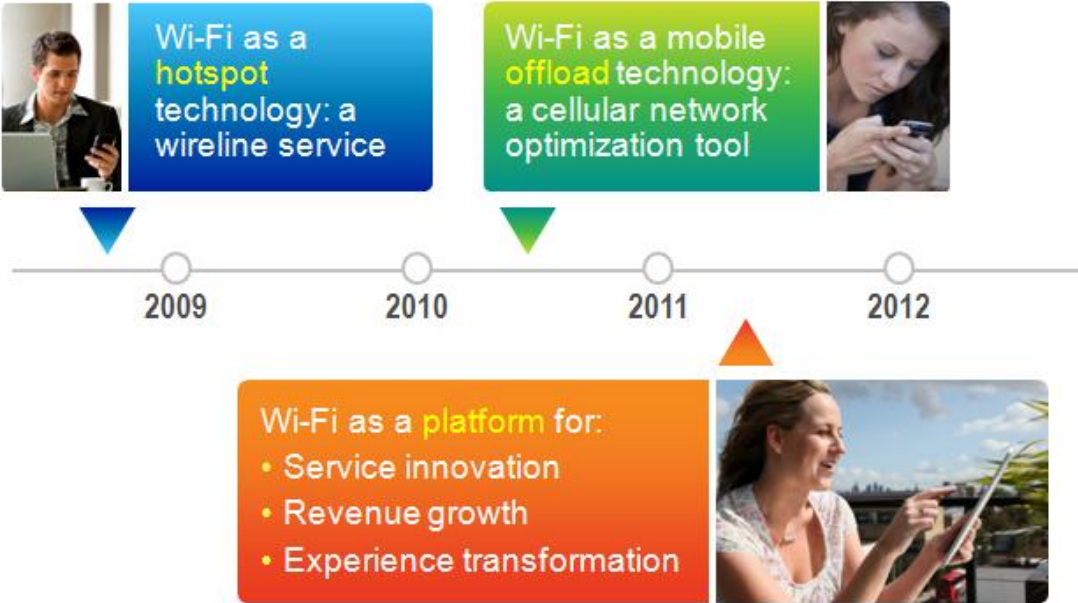 Wi-Fi as a
hotspot
technology: a
wireline service
Wi-Fi as a mobile
offload technology:
a cellular network
optimization tool
2009
2010
2011
2012
Wi-Fi as a platform for:
• Service innovation
• Revenue growth
• Experience transformation